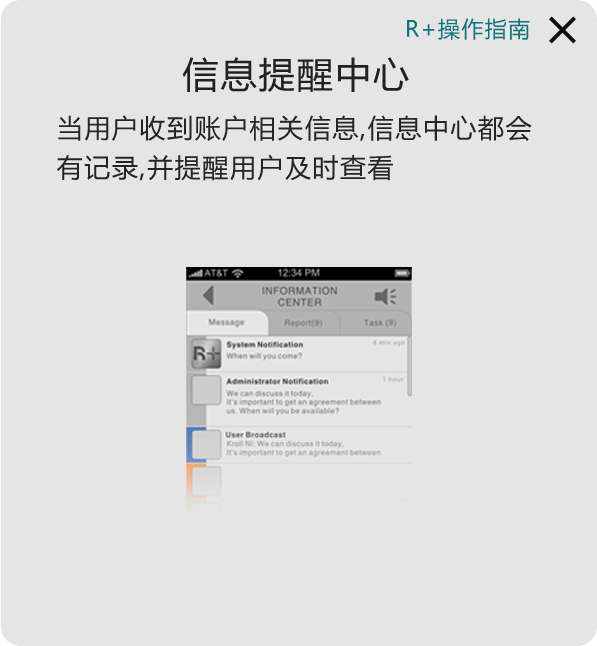 R+操作指南
信息提醒中心
当用户收到账户相关信息,信息中心都会
有记录,并提醒用户及时查看
AT&T 12:34 PM
INFORMATION
CENTER
Message Report(9) Task (9)
R+
System Notification 4 min ago
When will you come?
Administrator Notification 1 hour
We can discuss it today,
It's important to get an agreement between
us. When will you be available?
User Broadcast
Kroll Ni: We can discuss it today,
It's important to get an agreement between